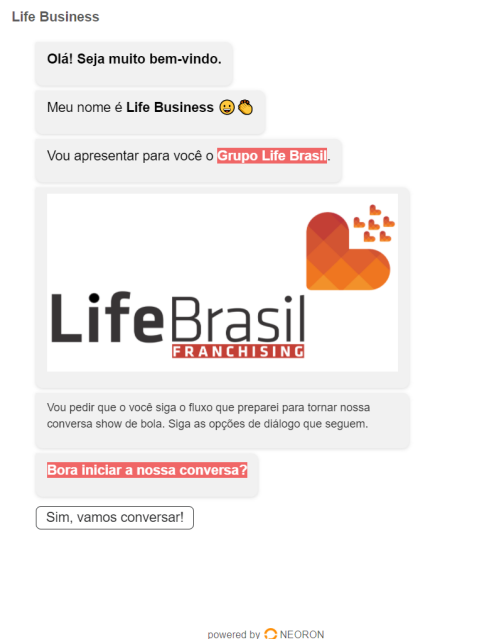 Life Business
Olá! Seja muito bem-vindo.
Meu nome é Life Business 😀👏
Vou apresentar para você o Grupo Life Brasil.
LifeBrasil
FRANCHISING
Vou pedir que o você siga o fluxo que preparei para tornar nossa
conversa show de bola. Siga as opções de diálogo que seguem.
Bora iniciar a nossa conversa?
Sim, vamos conversar!
powered by NEORON